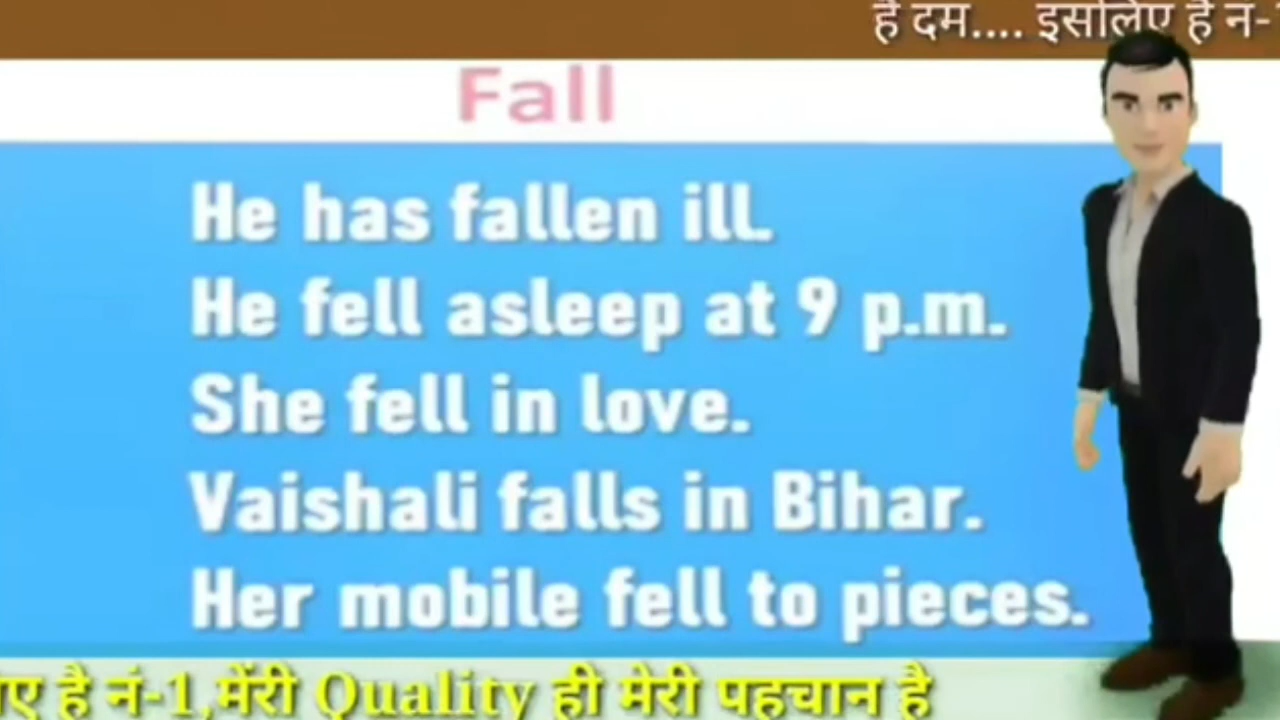 है दम.... इसलिए है न-
Fall
He has fallen ill.
He fell asleep at 9 p.m.
She fell in love.
Vaishali falls in Bihar.
Her mobile fell to pieces.
है नं-1,मेंरी Quality ही मेरी पहचान है